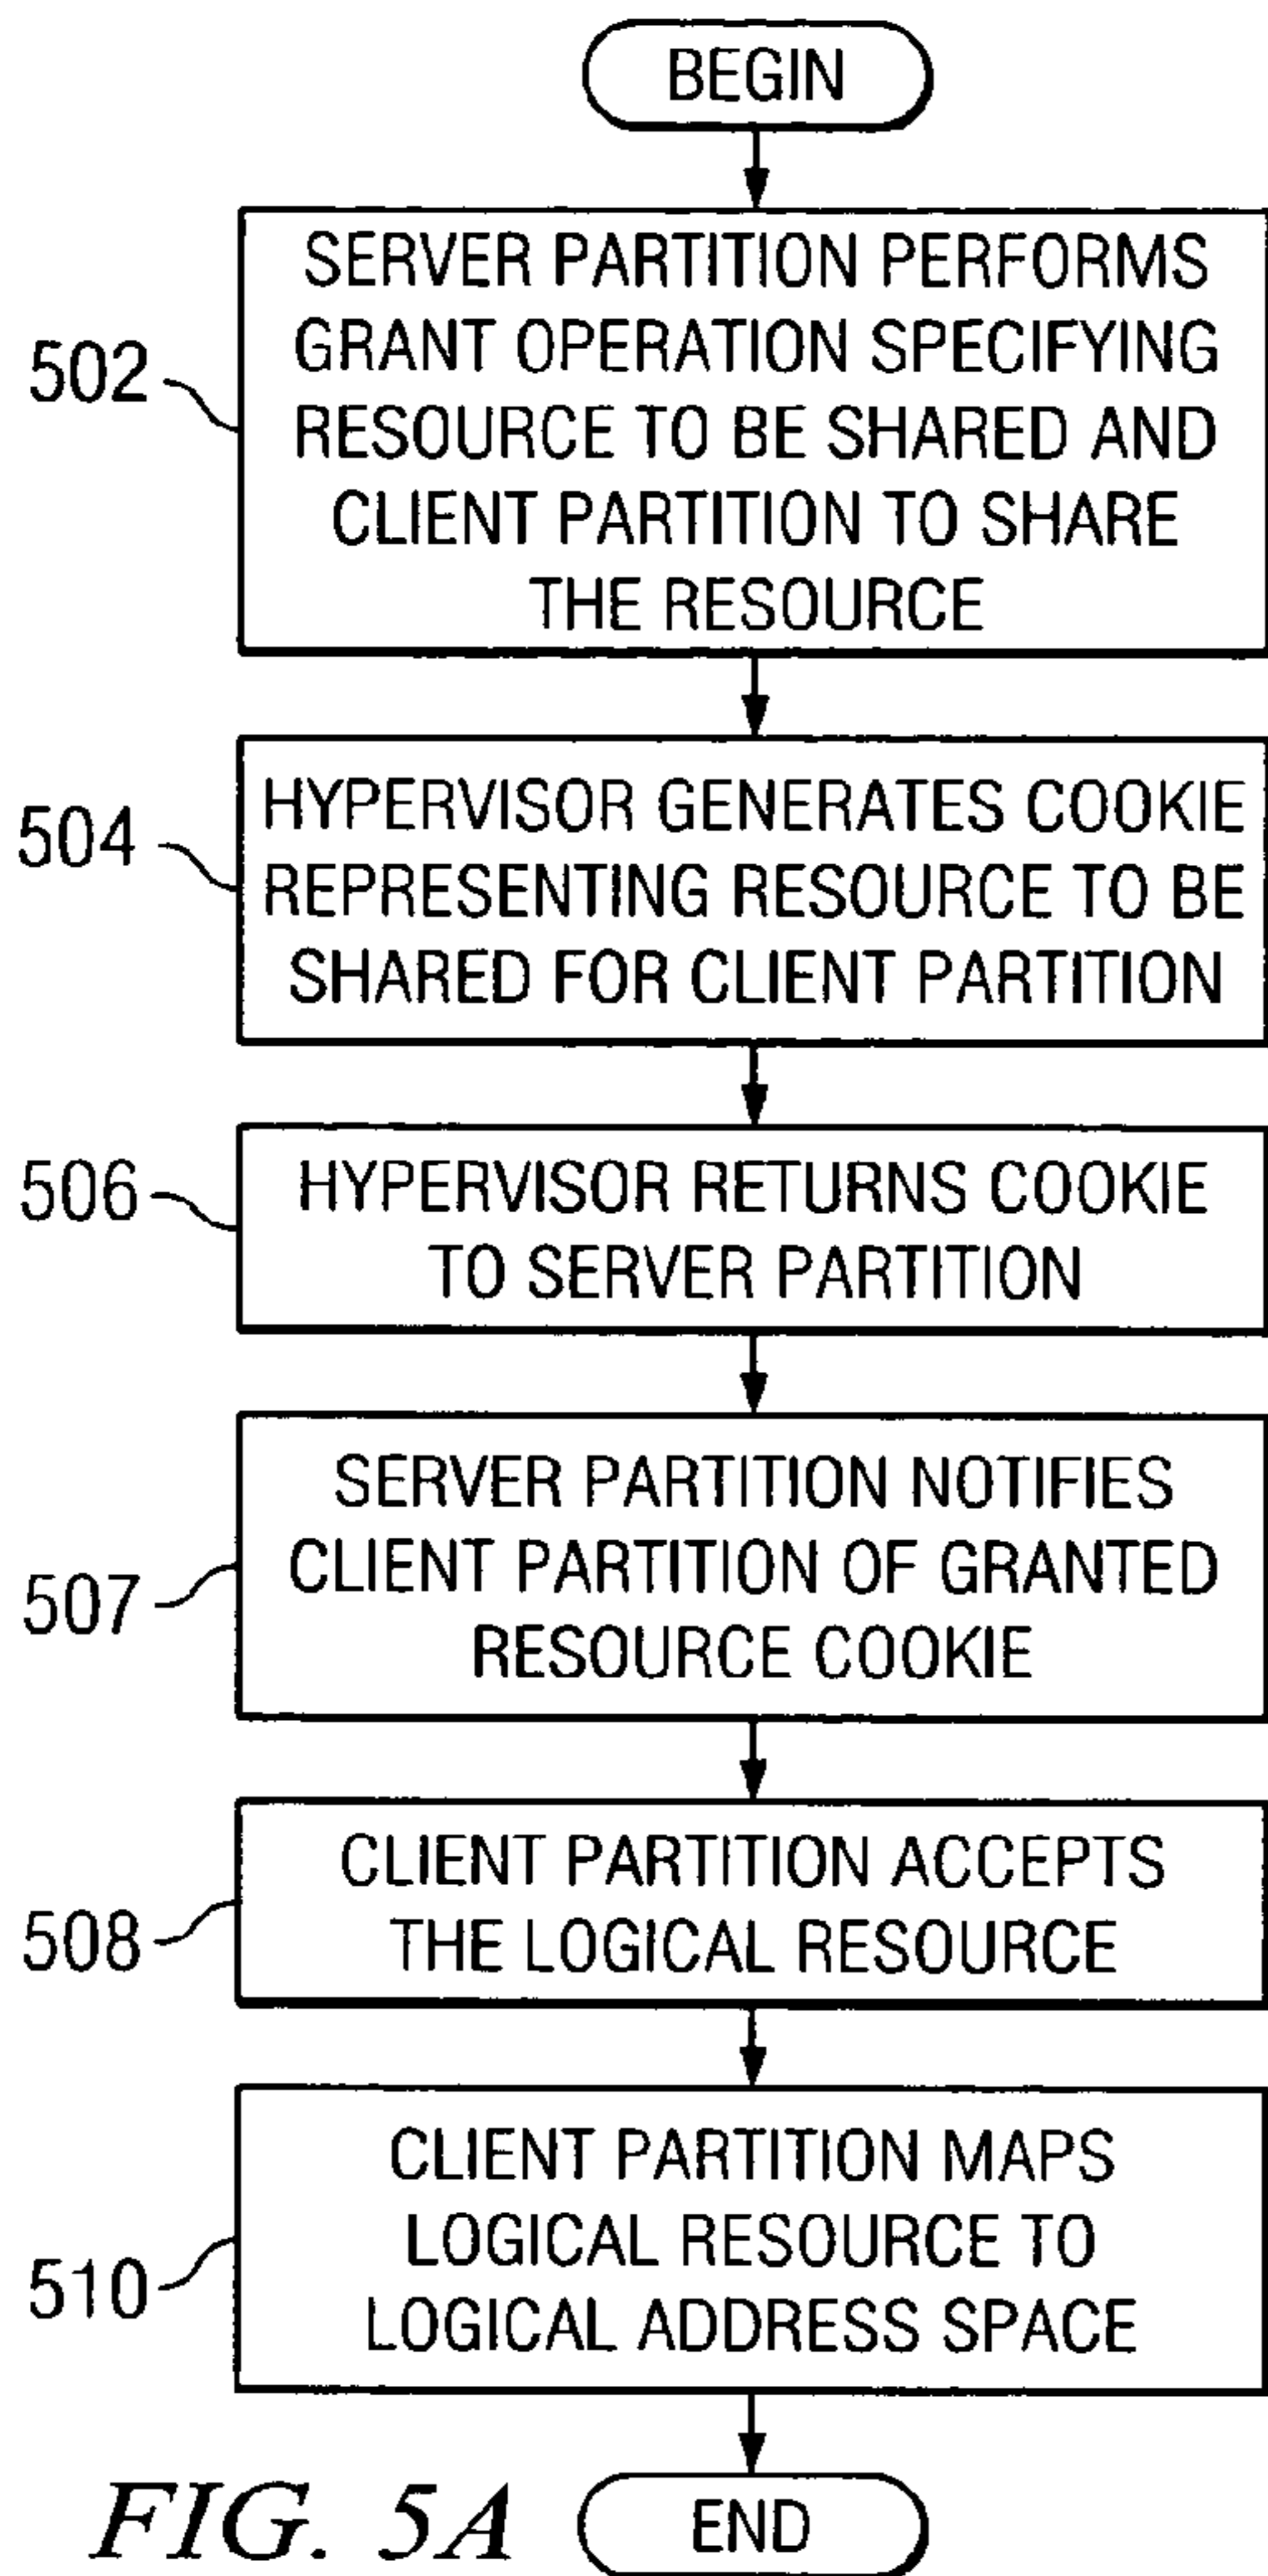 BEGIN
502
SERVER PARTITION PERFORMS
GRANT OPERATION SPECIFYING
RESOURCE TO BE SHARED AND
CLIENT PARTITION TO SHARE
THE RESOURCE
504
HYPERVISOR GENERATES COOKIE
REPRESENTING RESOURCE TO BE
SHARED FOR CLIENT PARTITION
506
HYPERVISOR RETURNS COOKIE
TO SERVER PARTITION
507
SERVER PARTITION NOTIFIES
CLIENT PARTITION OF GRANTED
RESOURCE COOKIE
508
CLIENT PARTITION ACCEPTS
THE LOGICAL RESOURCE
510
CLIENT PARTITION MAPS
LOGICAL RESOURCE TO
LOGICAL ADDRESS SPACE
FIG. 5A
END